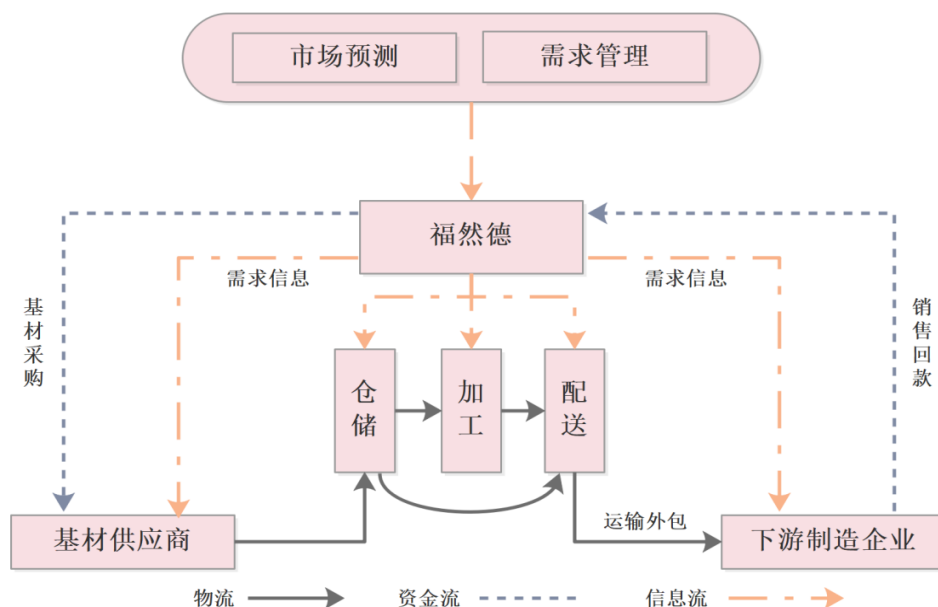 市场预测
需求管理
福然德
需求信息
需求信息
基材采购
销售回款
仓储
加工
配送
基材供应商
运输外包
下游制造企业
物流
资金流
信息流